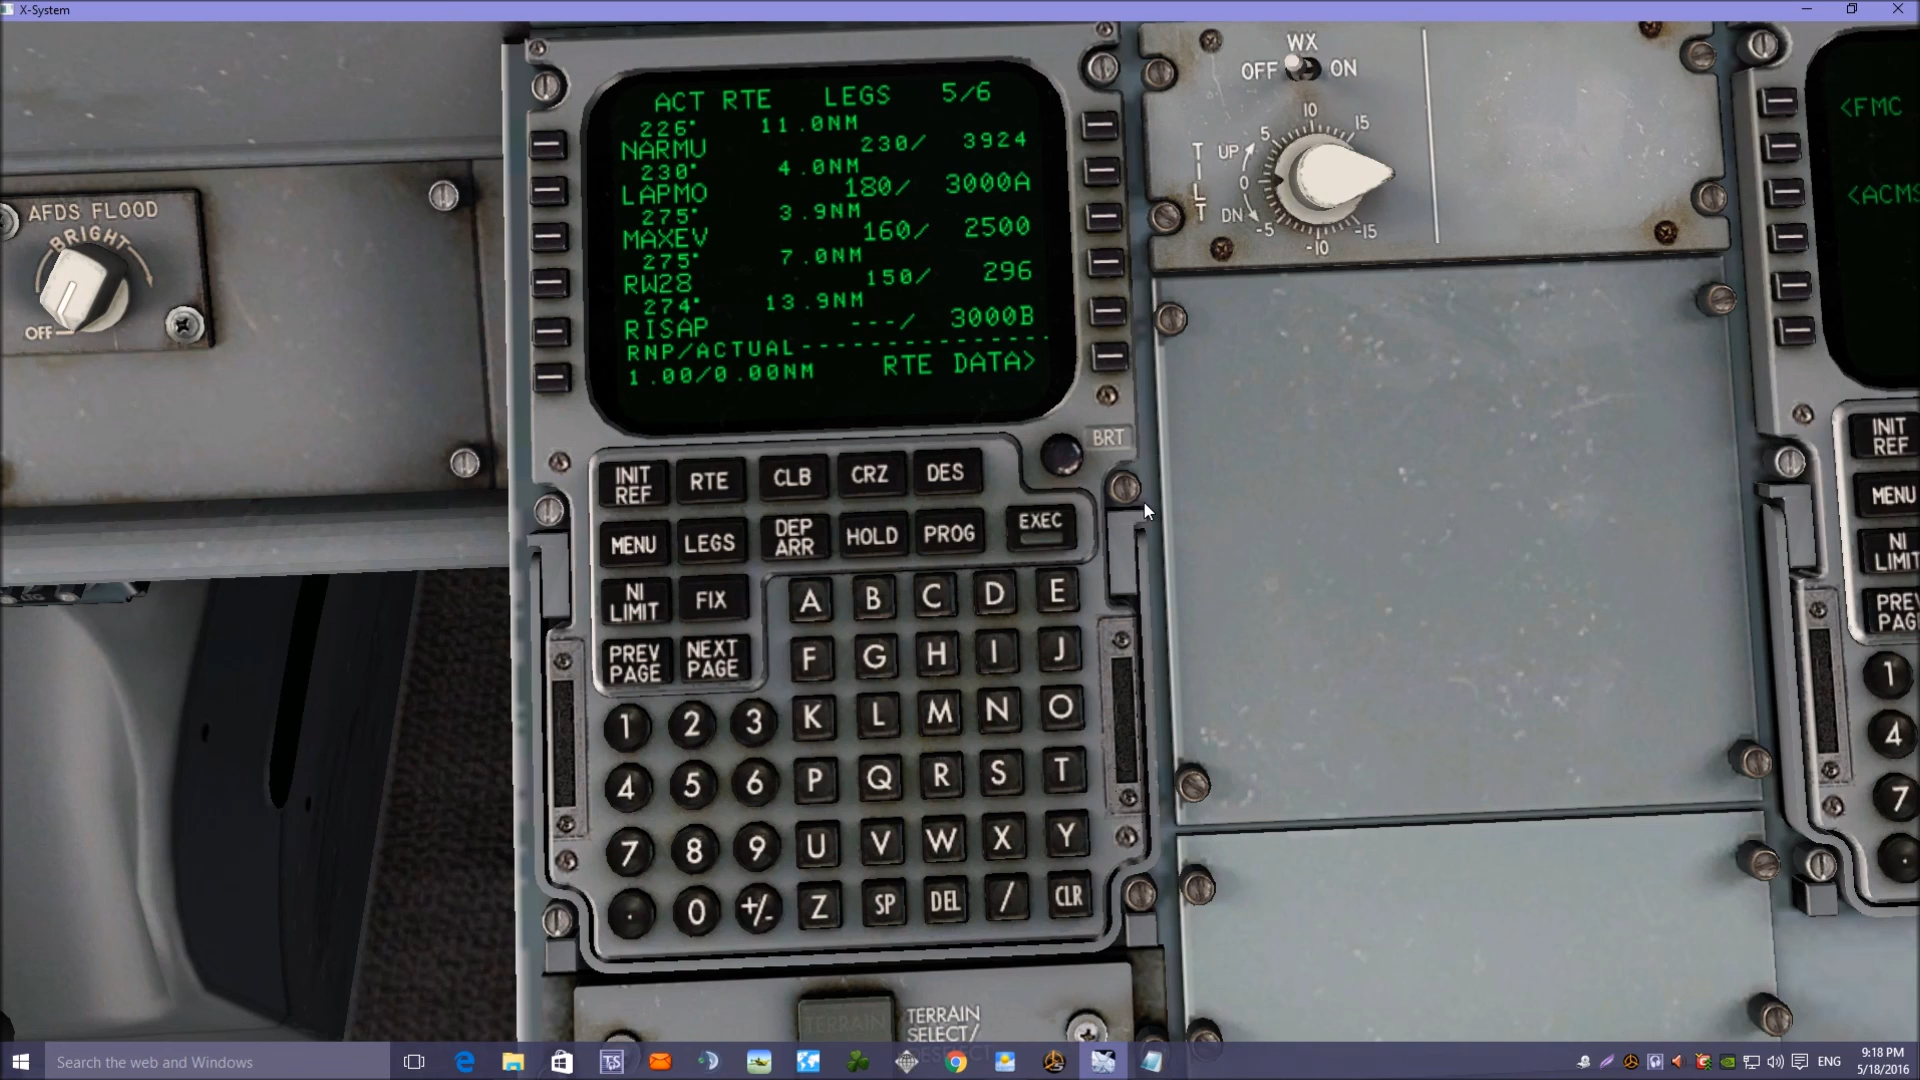 X-System
ACT RTE LEGS 5/6
226° 11.0NM
NARMU 230/ 3924
230° 4.0NM
LAPMO 180/ 3000A
275° 3.9NM
MAXEV 160/ 2500
275° 7.0NM
RW28 150/ 296
274° 13.9NM
RISAP ---/ 3000B
RNP/ACTUAL----------------
1.00/0.00NM RTE DATA>
AFDS FLOOD
BRIGHT
OFF
WX
OFF ON
TILT
UP
0
DN
5 10 15
-5 -10 -15
<FMC
<ACMS
BRT
INIT REF RTE CLB CRZ DES
MENU LEGS DEP ARR HOLD PROG EXEC
N1 LIMIT FIX
PREV PAGE NEXT PAGE
A B C D E
F G H I J
K L M N O
P Q R S T
U V W X Y
Z SP DEL / CLR
1 2 3
4 5 6
7 8 9
. 0 +/-
INIT REF
MENU
N1 LIMIT
PREV
1
4
7
.
TERRAIN
TERRAIN
SELECT/
Search the web and Windows
TS
ENG
9:18 PM
5/18/2016